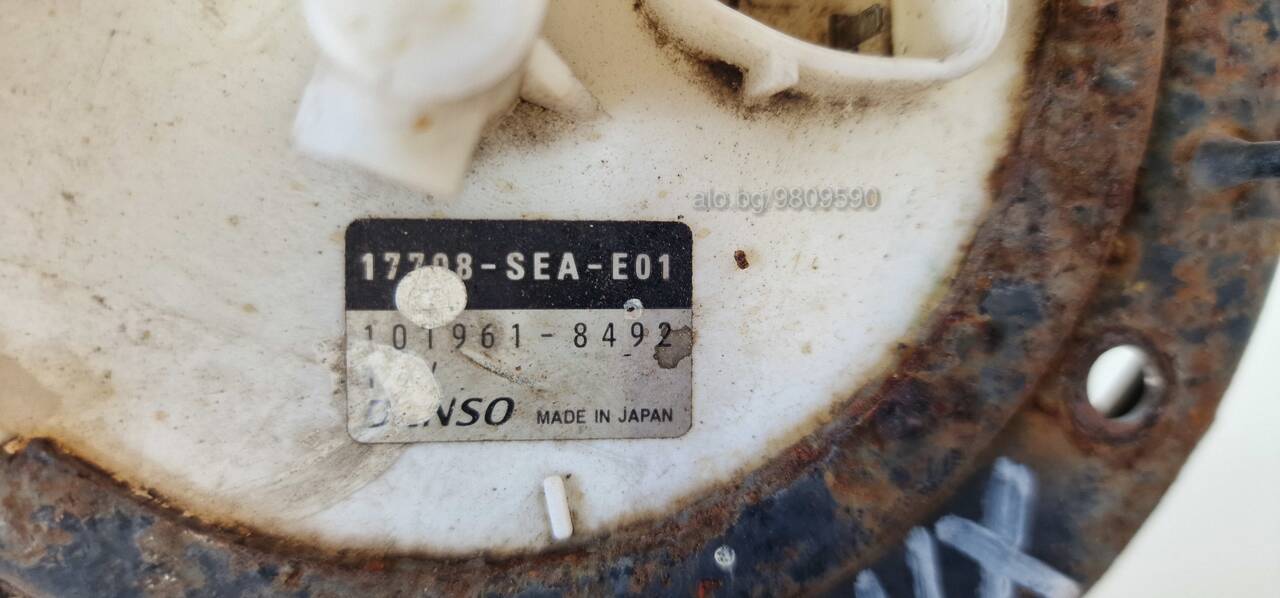 alo.bg/9809590
17708-SEA-E01
101961-8492
DENSO MADE IN JAPAN